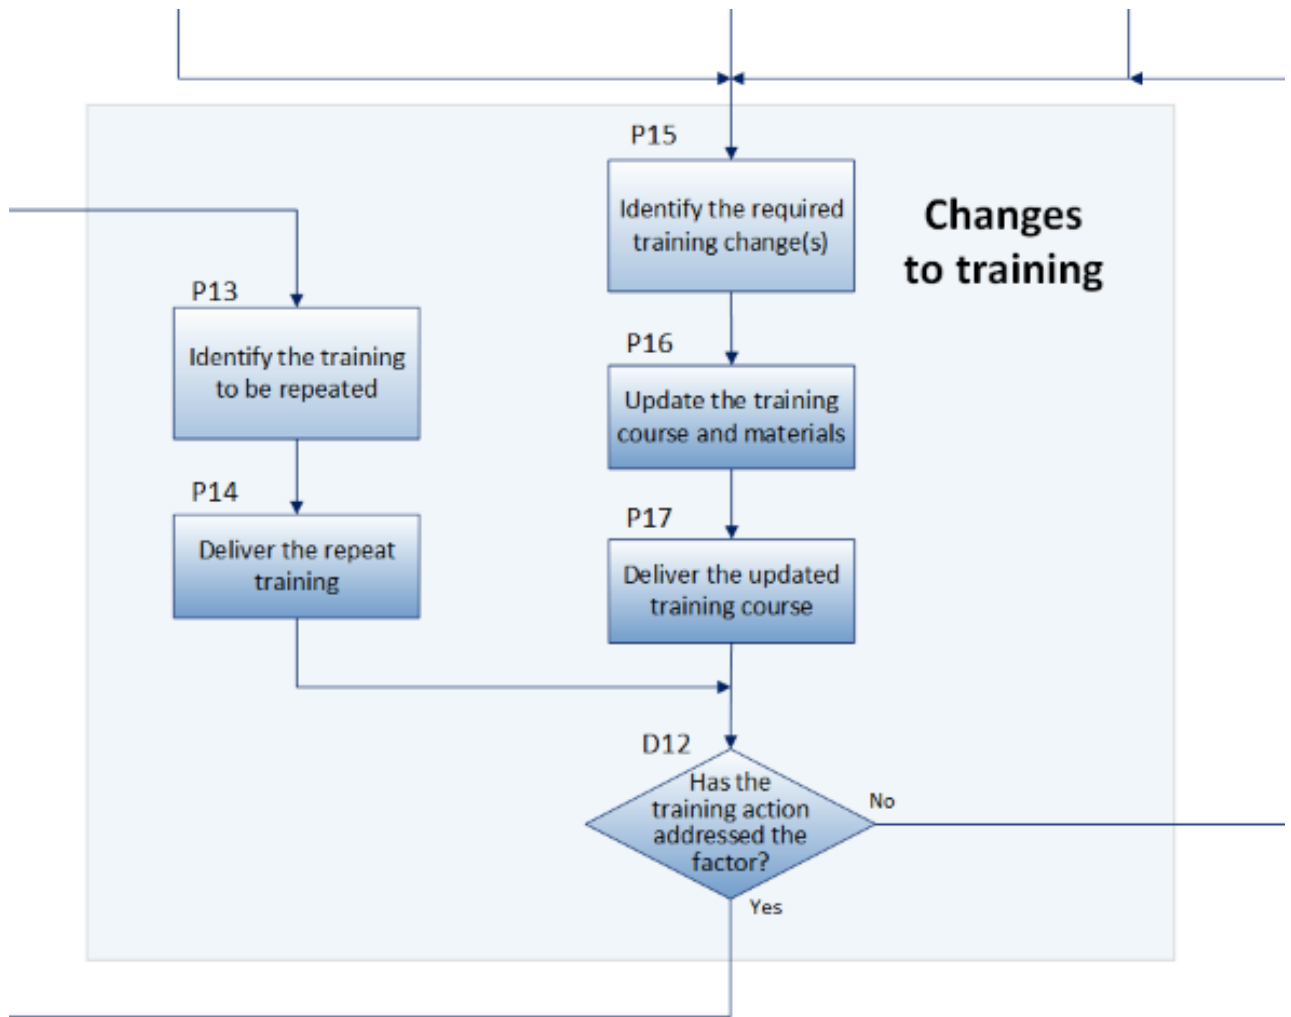 P15
Identify the required
training change(s)
Changes
to training
P13
Identify the training
to be repeated
P16
Update the training
course and materials
P14
Deliver the repeat
training
P17
Deliver the updated
training course
D12
Has the
training action
addressed the
factor?
No
Yes